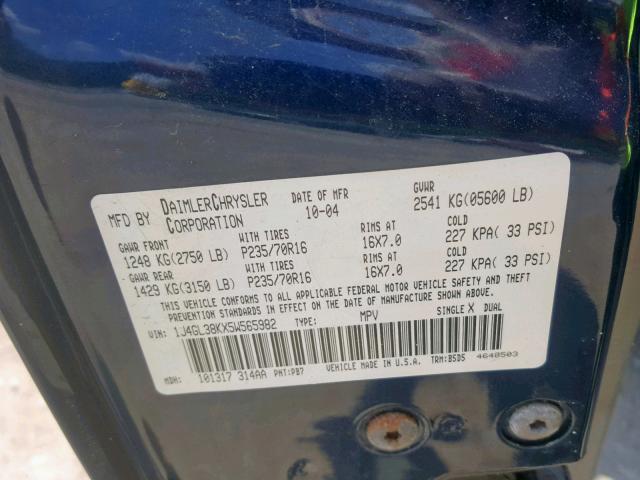 MFD BY DAIMLERCHRYSLER CORPORATION DATE OF MFR 10-04 GVWR 2541 KG(05600 LB)
GAWR FRONT WITH TIRES RIMS AT COLD
1248 KG(2750 LB) P235/70R16 16X7.0 227 KPA( 33 PSI)
GAWR REAR WITH TIRES RIMS AT COLD
1429 KG(3150 LB) P235/70R16 16X7.0 227 KPA( 33 PSI)
THIS VEHICLE CONFORMS TO ALL APPLICABLE FEDERAL MOTOR VEHICLE SAFETY AND THEFT
PREVENTION STANDARDS IN EFFECT ON THE DATE OF MANUFACTURE SHOWN ABOVE.
VIN: 1J4GL38KX5W565982 TYPE: MPV SINGLE X DUAL
MDH: 101317 314AA PNT:PB7 VEHICLE MADE IN U.S.A. TRM:B5D5 4648503